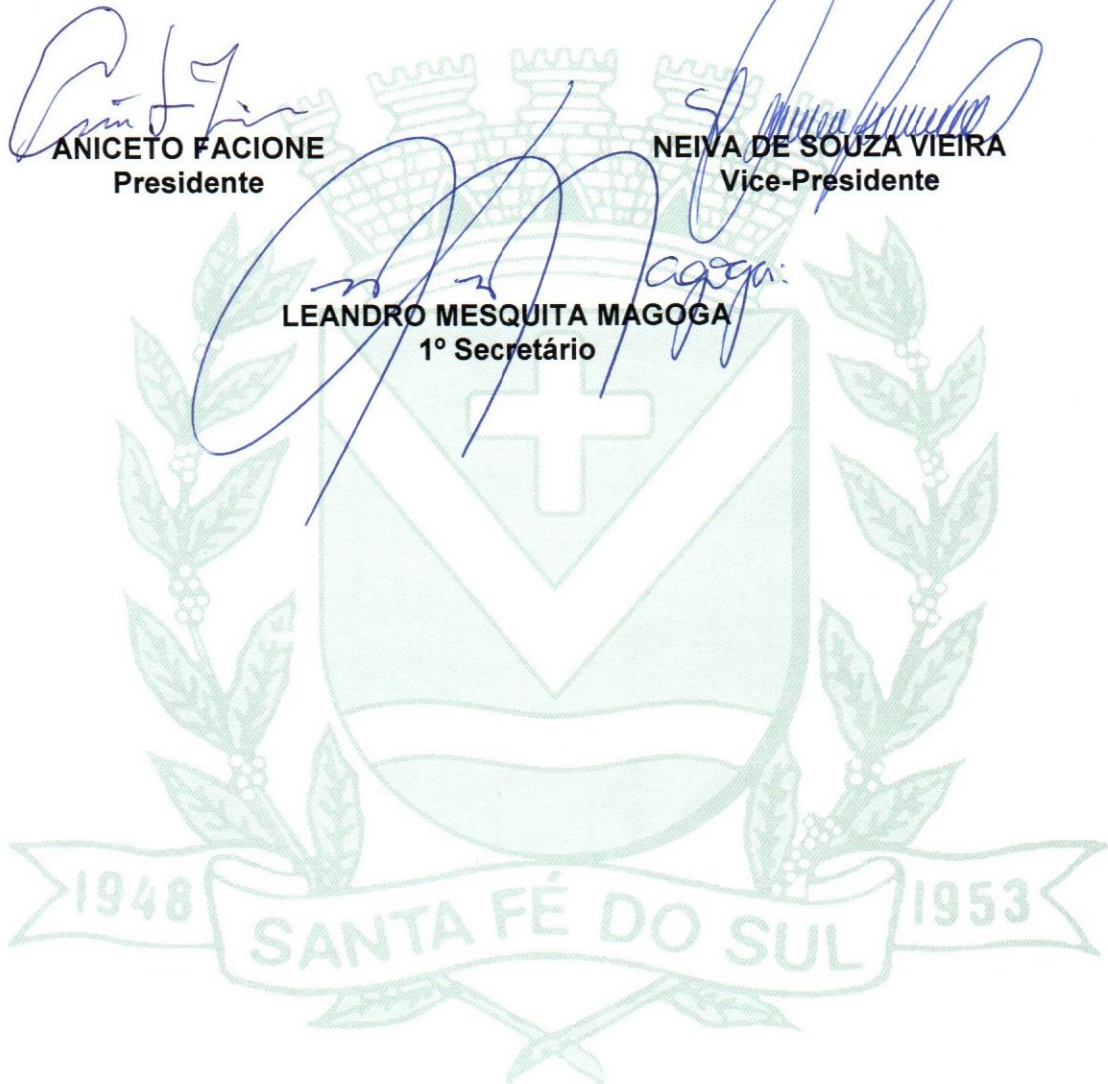 ANICETO FACIONE
Presidente
NEIVA DE SOUZA VIEIRA
Vice-Presidente
Magoga
LEANDRO MESQUITA MAGOGA
1º Secretário
1948
SANTA FÉ DO SUL
1953